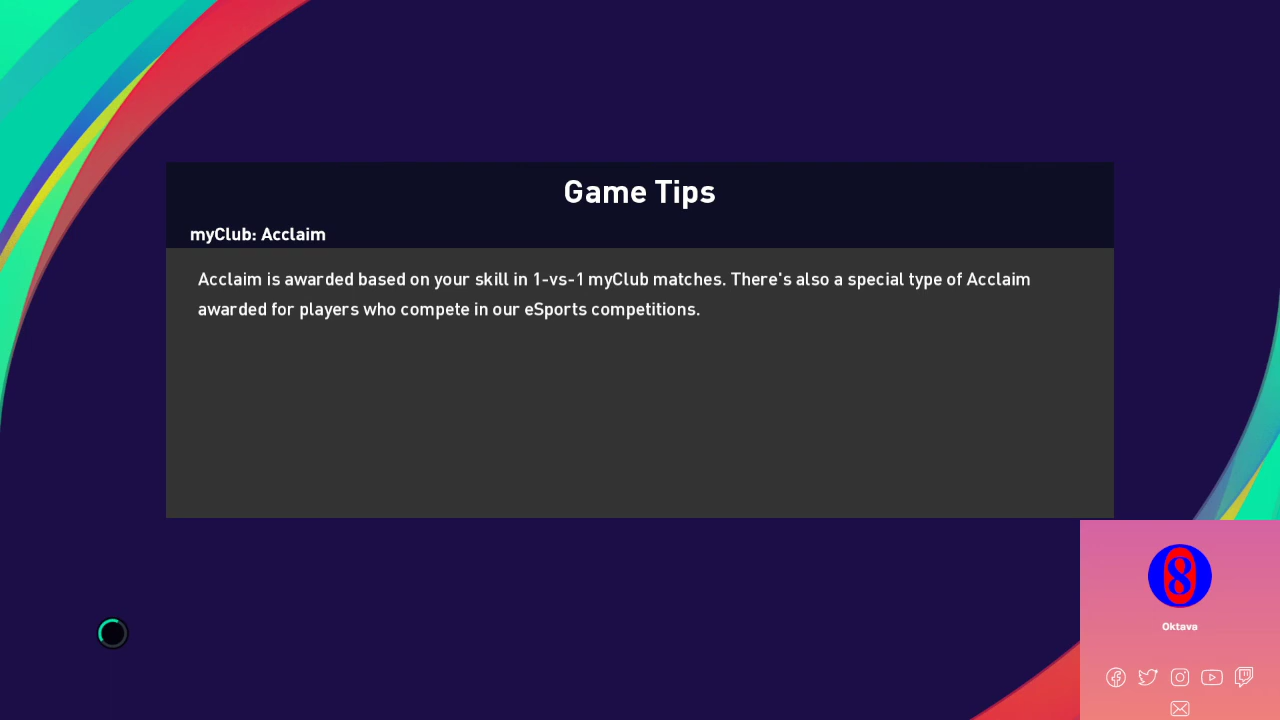 Game Tips
myClub: Acclaim
Acclaim is awarded based on your skill in 1-vs-1 myClub matches. There's also a special type of Acclaim
awarded for players who compete in our eSports competitions.
8
Oktava